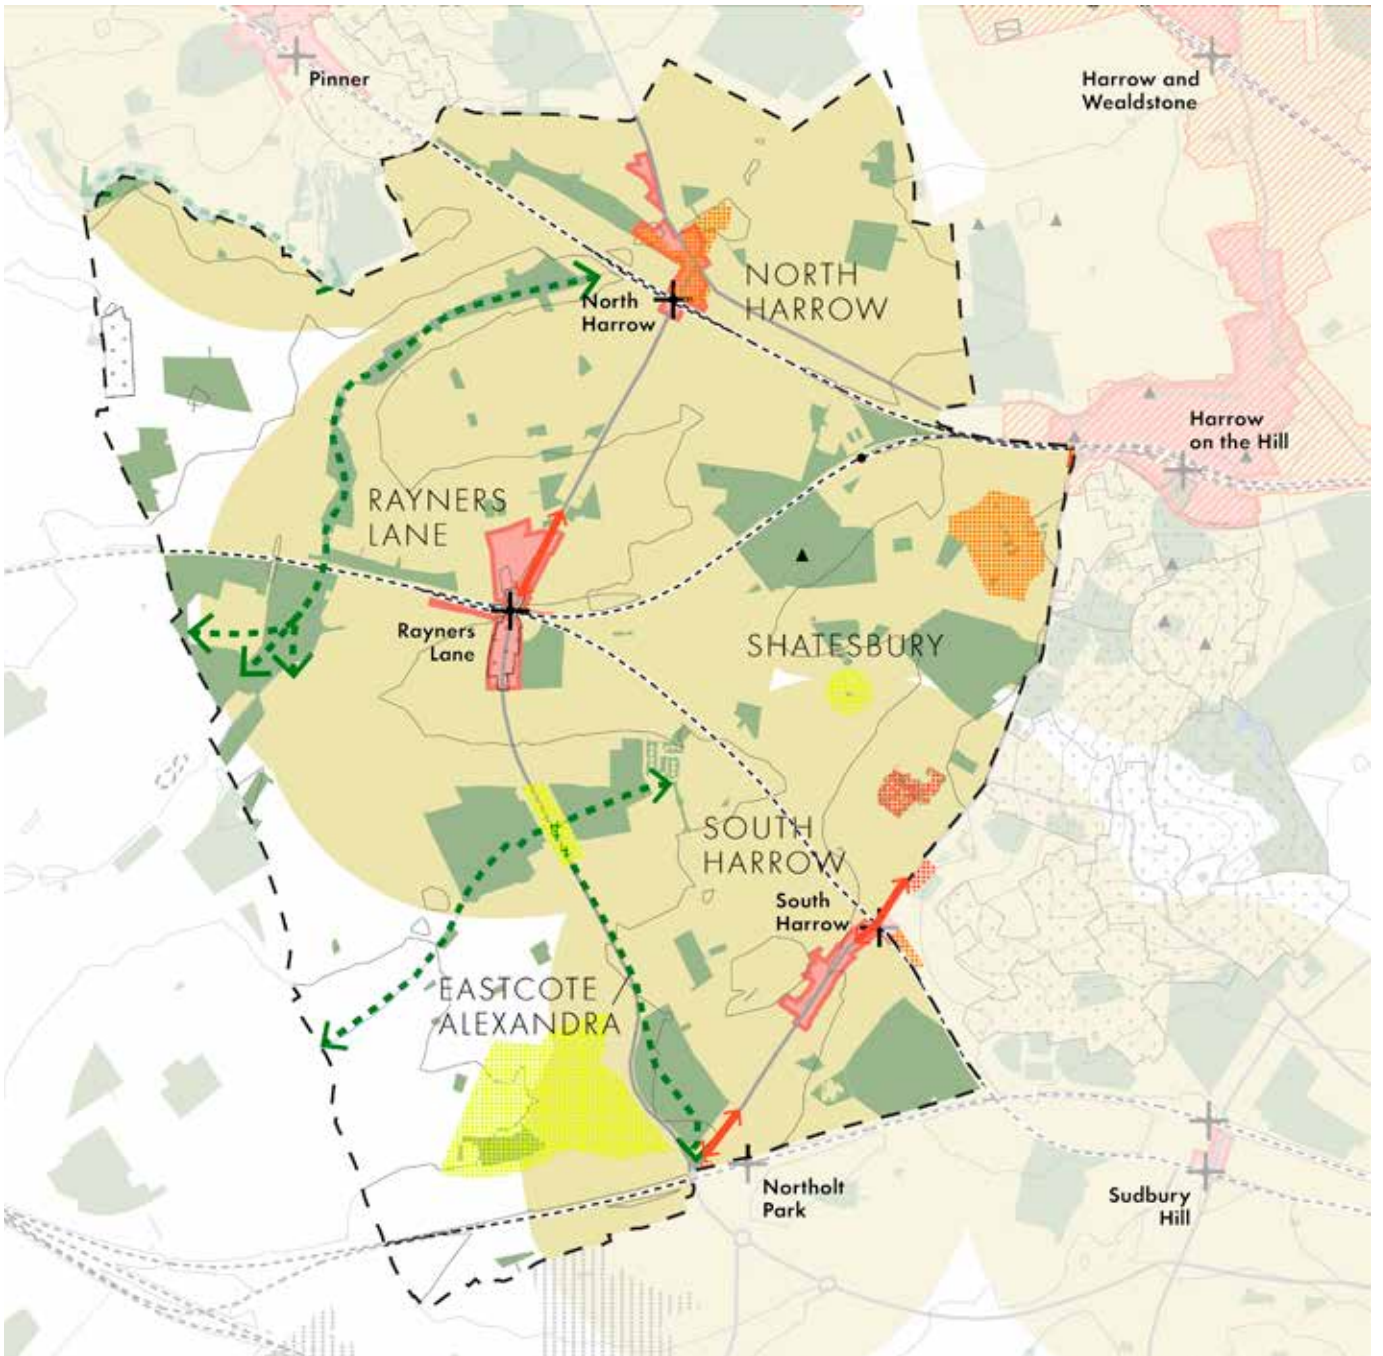 Pinner
Harrow and
Wealdstone
NORTH
HARROW
North
Harrow
Harrow
on the Hill
RAYNERS
LANE
Rayners
Lane
SHATESBURY
SOUTH
HARROW
South
Harrow
EASTCOTE /
ALEXANDRA
Northolt
Park
Sudbury
Hill